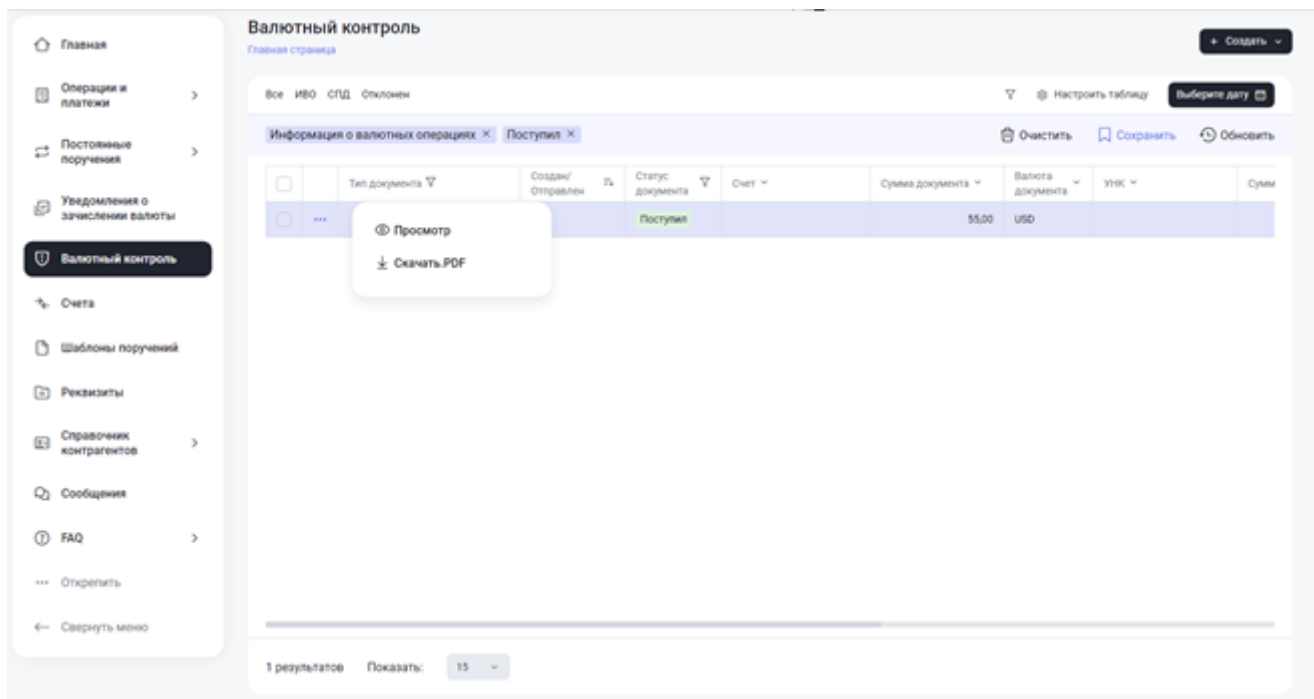 Валютный контроль
Главная страница
+ Создать
Главная
Операции и
платежи
Постоянные
поручения
Уведомления о
зачислении валюты
Валютный контроль
Счета
Шаблоны поручений
Реквизиты
Справочник
контрагентов
Сообщения
FAQ
Открепить
Свернуть меню
Все ИВО СПД Отклонен
Настроить таблицу
Выберите дату
Информация о валютных операциях × Поступил ×
Очистить Сохранить Обновить
Тип документа
Создан/
Отправлен
Статус
документа
Счет
Сумма документа
Валюта
документа
УНК
Сумм
Поступил 55,00 USD
Просмотр
Скачать.PDF
1 результатов Показать: 15